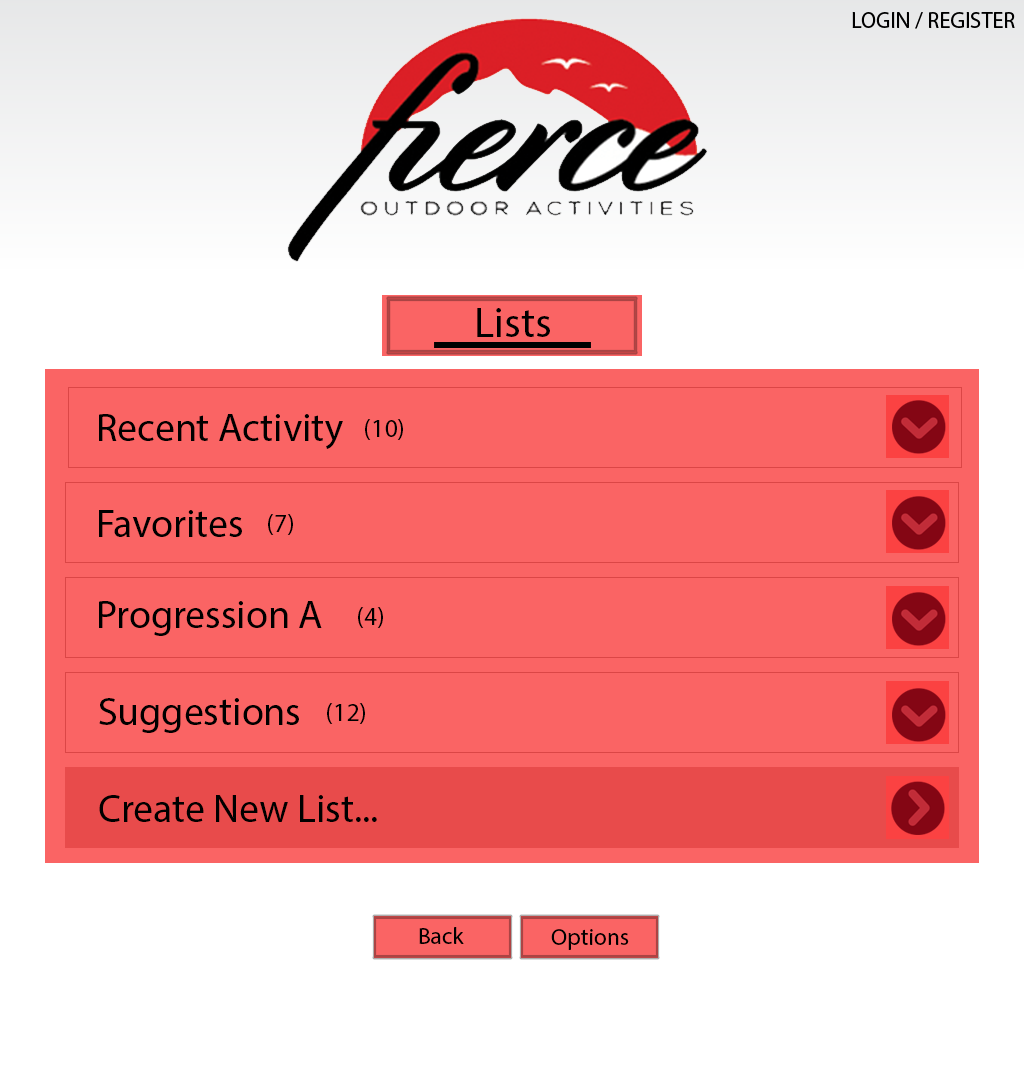 LOGIN / REGISTER
fierce
OUTDOOR ACTIVITIES
Lists
Recent Activity (10)
Favorites (7)
Progression A (4)
Suggestions (12)
Create New List...
Back Options